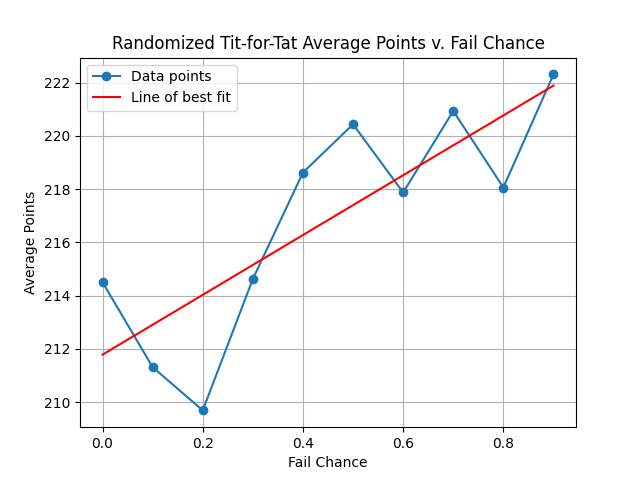 Randomized Tit-for-Tat Average Points v. Fail Chance
Data points
Line of best fit
222
220
218
216
214
212
210
Average Points
0.0 0.2 0.4 0.6 0.8
Fail Chance